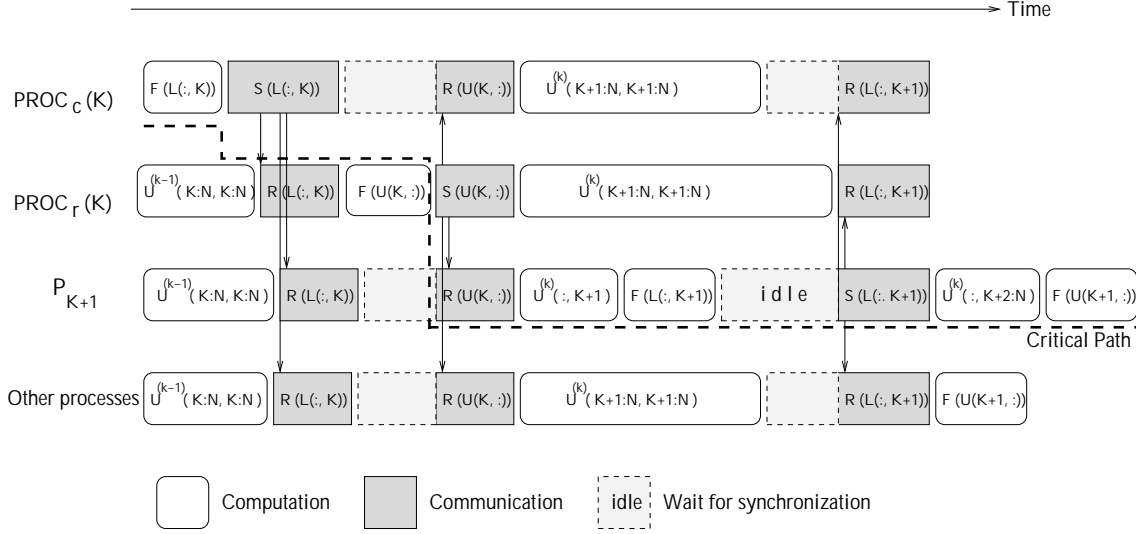 Time
F (L(:, K)) S (L(:, K)) R (U(K, :)) U(k)( K+1:N, K+1:N) R (L(:, K+1))
PROC c (K)
U(k−1)( K:N, K:N) R (L(:, K)) F (U(K, :)) S (U(K, :)) U(k)( K+1:N, K+1:N) R (L(:, K+1))
PROC r (K)
U(k−1)( K:N, K:N) R (L(:, K)) R (U(K, :)) U(k)( :, K+1) F (L(:, K+1)) idle S (L(:. K+1)) U(k)( :, K+2:N) F (U(K+1, :))
P K+1
Critical Path
Other processes U(k−1)( K:N, K:N) R (L(:, K)) R (U(K, :)) U(k)( K+1:N, K+1:N) R (L(:, K+1)) F (U(K+1, :))
Computation Communication idle Wait for synchronization